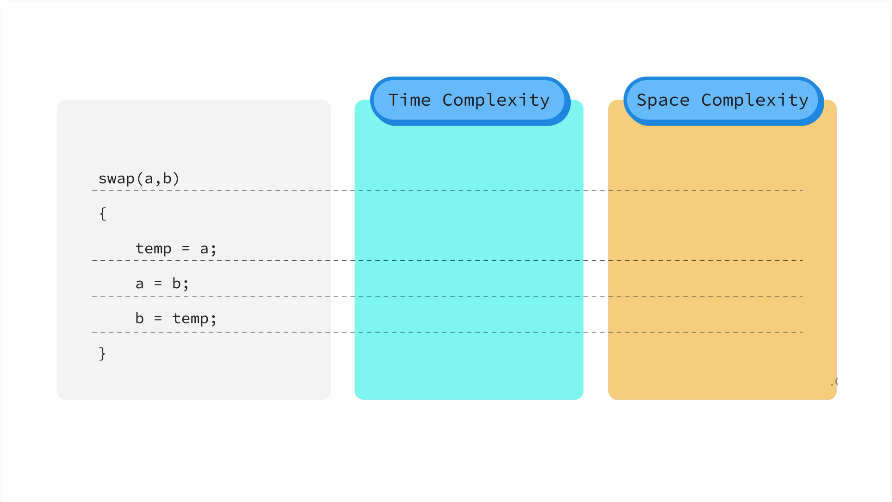 Time Complexity
Space Complexity
swap(a,b)
{
temp = a;
a = b;
b = temp;
}